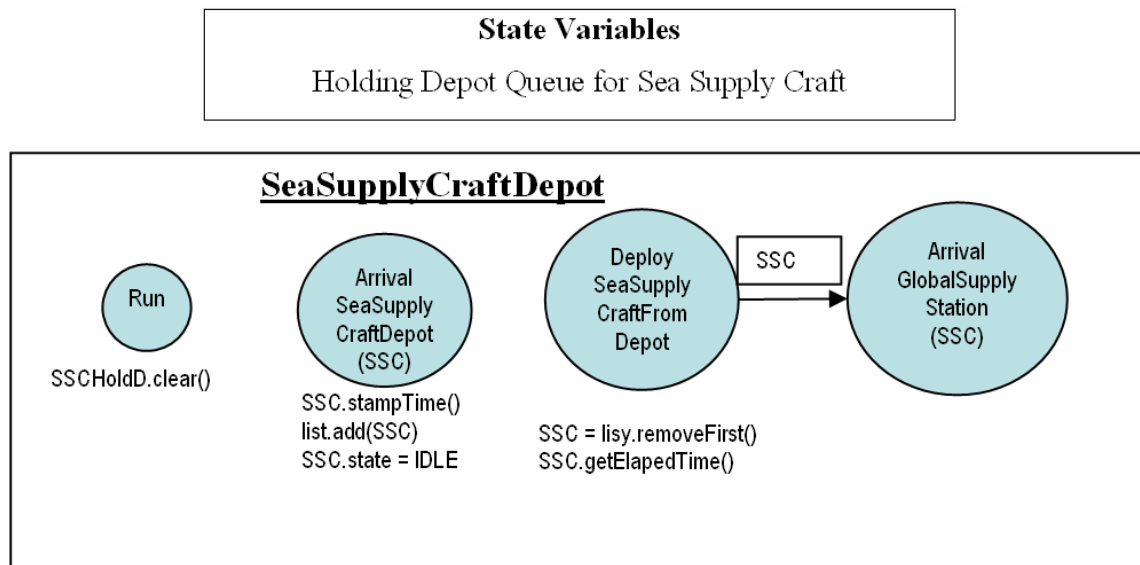 State Variables
Holding Depot Queue for Sea Supply Craft
SeaSupplyCraftDepot
Run
SSCHoldD.clear()
Arrival
SeaSupply
CraftDepot
(SSC)
SSC.stampTime()
list.add(SSC)
SSC.state = IDLE
Deploy
SeaSupply
CraftFrom
Depot
SSC = lisy.removeFirst()
SSC.getElapedTime()
SSC
Arrival
GlobalSupply
Station
(SSC)